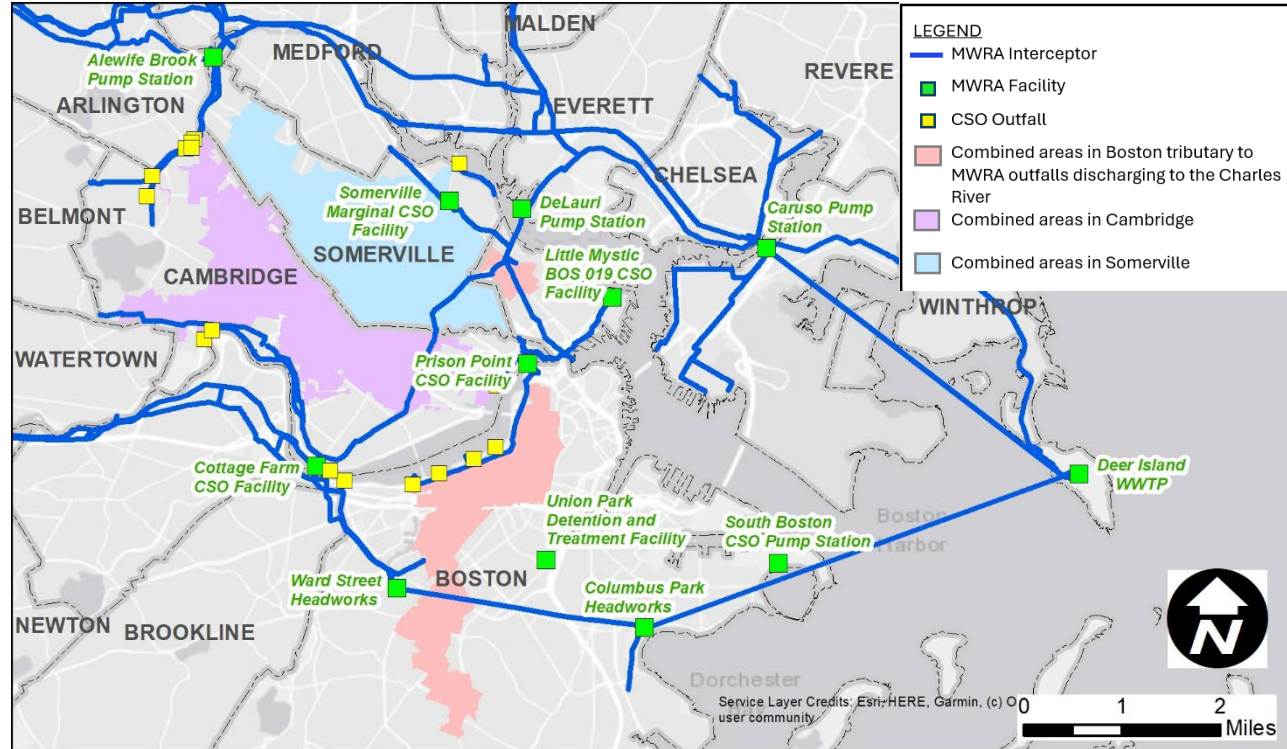 MALDEN
MEDFORD
Alewife Brook
Pump Station
REVERE
ARLINGTON
EVERETT
CHELSEA
Somerville
Marginal CSO
Facility
DeLauri
Pump Station
Caruso Pump
Station
BELMONT
SOMERVILLE
Little Mystic
BOS 019 CSO
Facility
CAMBRIDGE
WINTHROP
WATERTOWN
Prison Point
CSO Facility
Cottage Farm
CSO Facility
Deer Island
WWTP
Union Park
Detention and
Treatment Facility
South Boston
CSO Pump Station
Boston
Harbor
BOSTON
Ward Street
Headworks
Columbus Park
Headworks
NEWTON
BROOKLINE
Dorchester
Service Layer Credits: Esri, HERE, Garmin, (c) O
user community
LEGEND
MWRA Interceptor
MWRA Facility
CSO Outfall
Combined areas in Boston tributary to
MWRA outfalls discharging to the Charles
River
Combined areas in Cambridge
Combined areas in Somerville
N
0 1 2
Miles